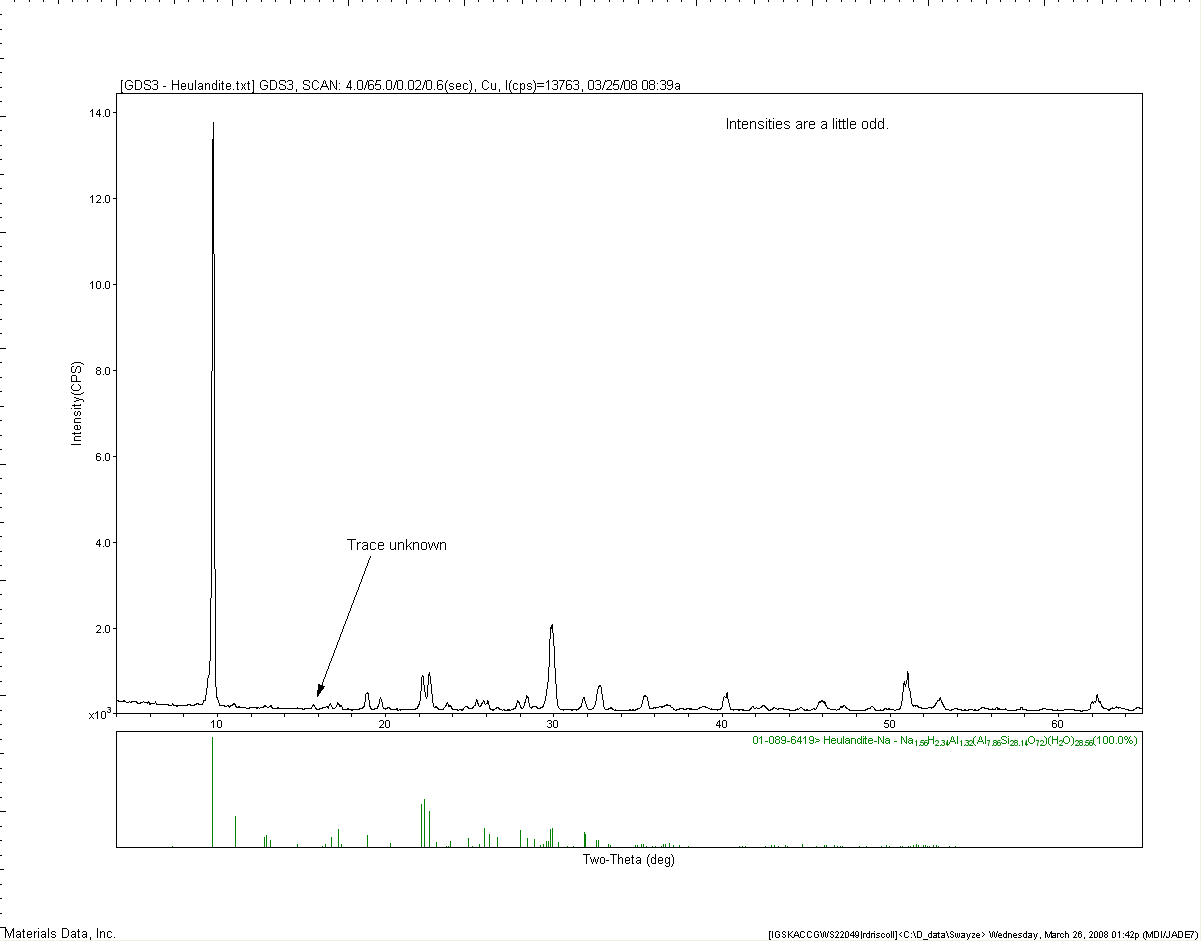 [GDS3 - Heulandite.txt] GDS3, SCAN: 4.0/65.0/0.02/0.6(sec), Cu, I(cps)=13763, 03/25/08 08:39a
Intensities are a little odd.
14.0
12.0
10.0
8.0
6.0
4.0
2.0
x10³
Intensity(CPS)
Trace unknown
10 20 30 40 50 60
01-089-6419> Heulandite-Na - Na₁.₅₆H₂.₃₄Al₁.₃₂(Al₇.₈₆Si₂₈.₁₄O₇₂)(H₂O)₂₈.₅₆(100.0%)
Two-Theta (deg)
Materials Data, Inc.
[IGSKACCGWS22049|rdriscoll]<C:\D_data\Swayze> Wednesday, March 26, 2008 01:42p (MDI/JADE7)